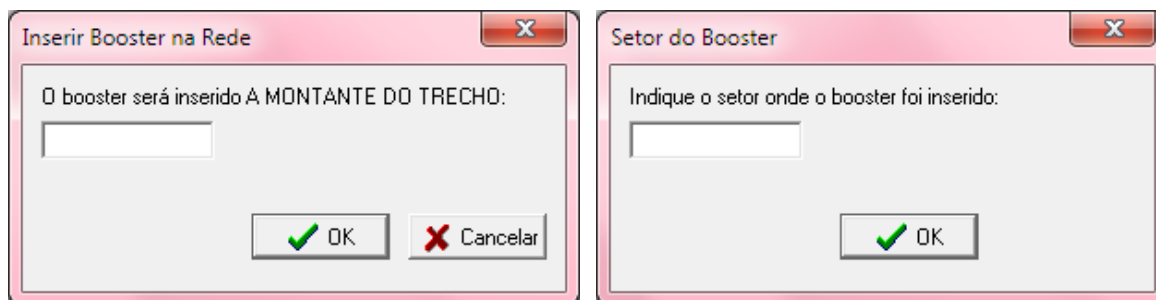 Inserir Booster na Rede
O booster será inserido A MONTANTE DO TRECHO:
OK
Cancelar
Setor do Booster
Indique o setor onde o booster foi inserido:
OK